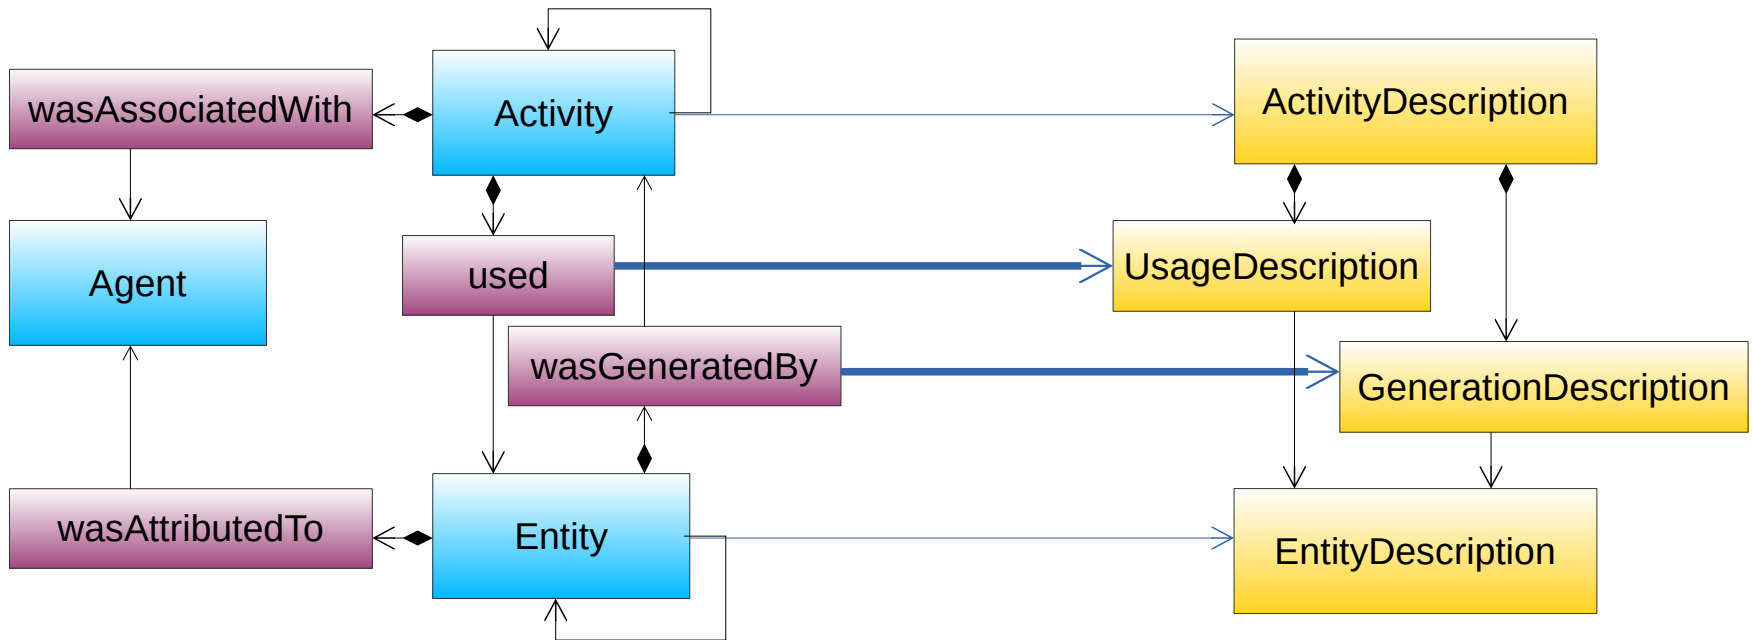 wasAssociatedWith
Activity
ActivityDescription
Agent
used
UsageDescription
wasGeneratedBy
GenerationDescription
wasAttributedTo
Entity
EntityDescription